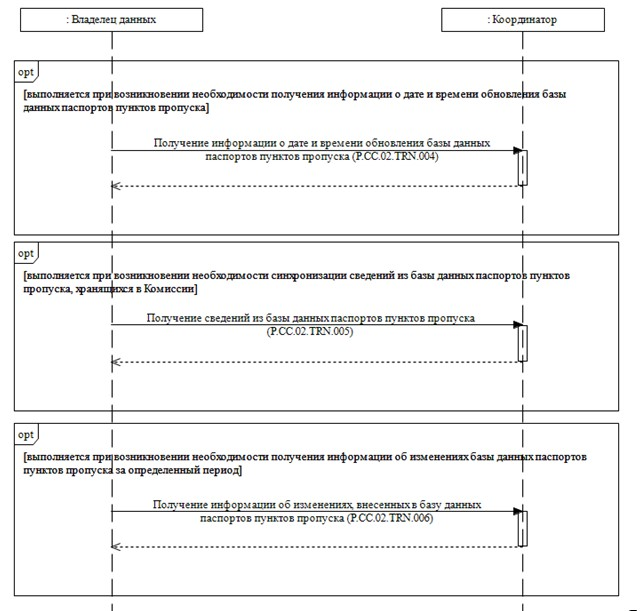 : Владелец данных
: Координатор
opt
[выполняется при возникновении необходимости получения информации о дате и времени обновления базы
данных паспортов пунктов пропуска]
Получение информации о дате и времени обновления базы данных
паспортов пунктов пропуска (P.CC.02.TRN.004)
opt
[выполняется при возникновении необходимости синхронизации сведений из базы данных паспортов пунктов
пропуска, хранящихся в Комиссии]
Получение сведений из базы данных паспортов пунктов пропуска
(P.CC.02.TRN.005)
opt
[выполняется при возникновении необходимости получения информации об изменениях базы данных паспортов
пунктов пропуска за определенный период]
Получение информации об изменениях, внесенных в базу данных
паспортов пунктов пропуска (P.CC.02.TRN.006)